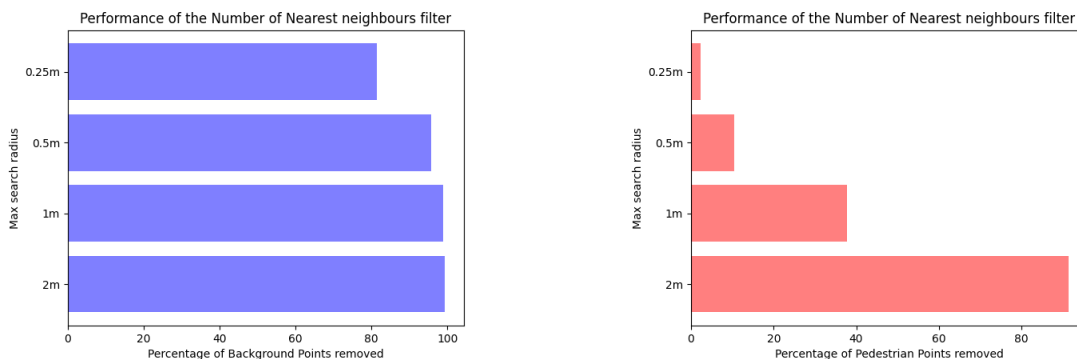 Performance of the Number of Nearest neighbours filter
0.25m
0.5m
1m
2m
Max search radius
0
20
40
60
80
100
Percentage of Background Points removed
Performance of the Number of Nearest neighbours filter
0.25m
0.5m
1m
2m
Max search radius
0
20
40
60
80
Percentage of Pedestrian Points removed